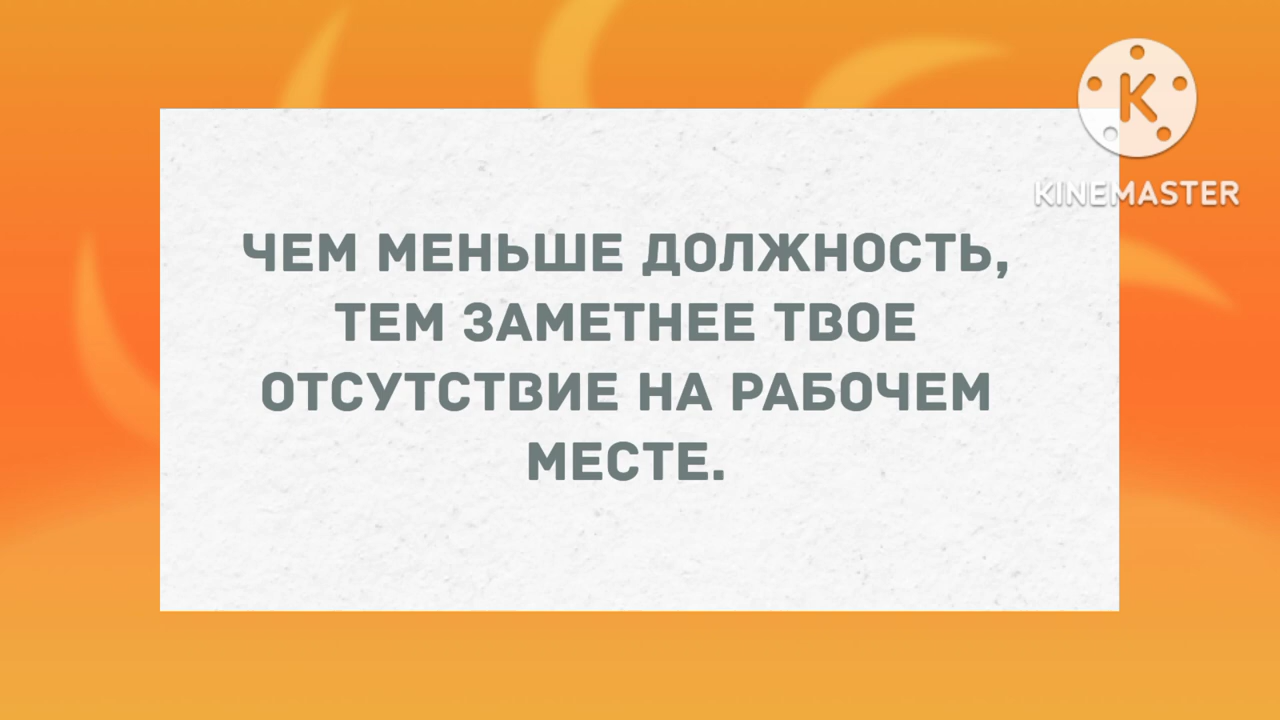 KINEMASTER
ЧЕМ МЕНЬШЕ ДОЛЖНОСТЬ,
ТЕМ ЗАМЕТНЕЕ ТВОЕ
ОТСУТСТВИЕ НА РАБОЧЕМ
МЕСТЕ.